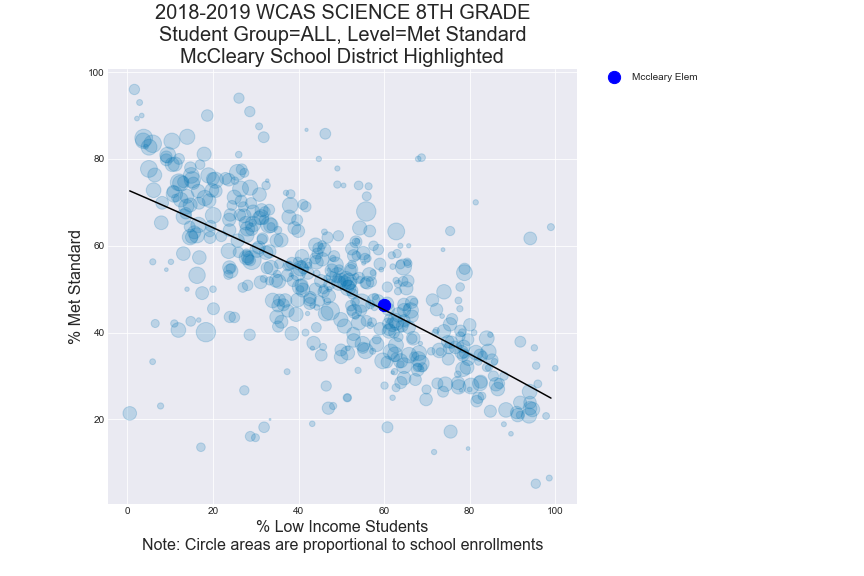 2018-2019 WCAS SCIENCE 8TH GRADE
Student Group=ALL, Level=Met Standard
McCleary School District Highlighted
Mccleary Elem
100
80
60
40
20
% Met Standard
0
20
40
60
80
100
% Low Income Students
Note: Circle areas are proportional to school enrollments